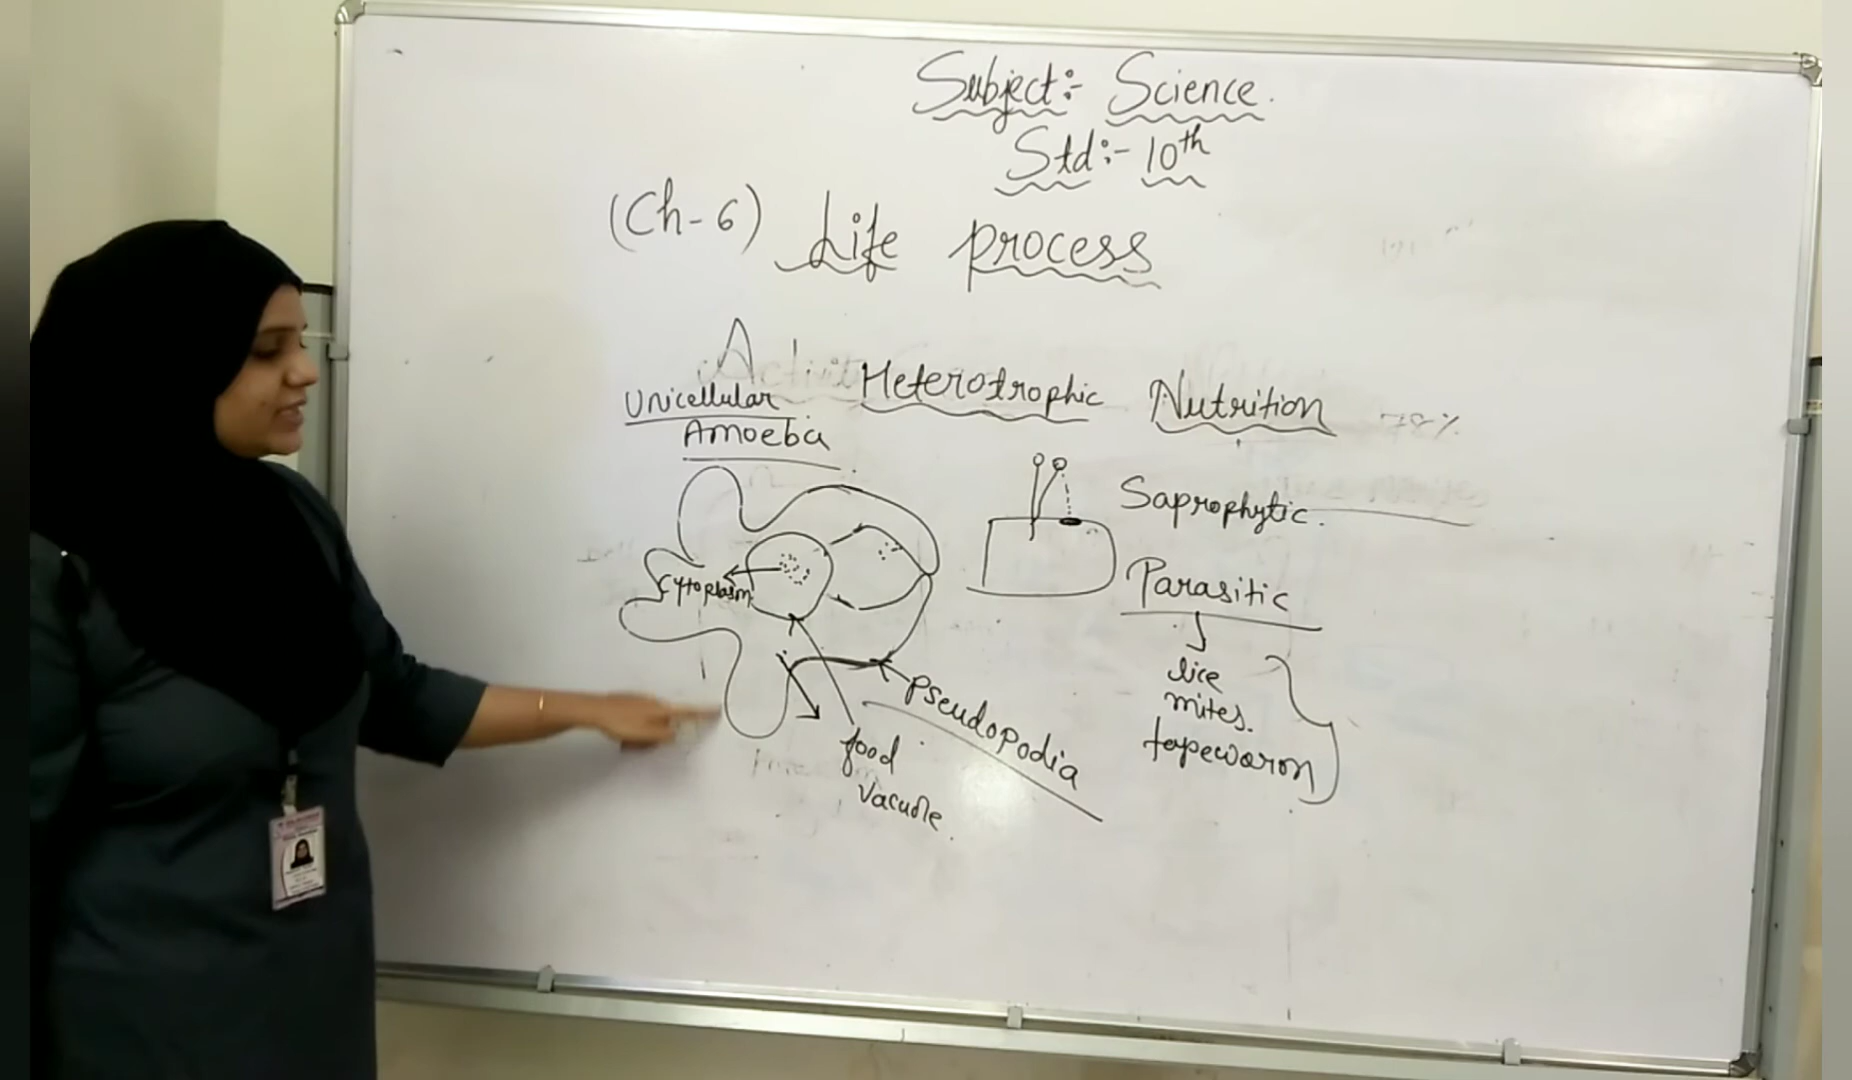 Subject:- Science.
Std:- 10th
(Ch-6) Life process
Heterotrophic Nutrition
Unicellular
Amoeba
Saprophytic.
Cytoplasm
Parasitic
lice
mites.
tapeworm
pseudopodia
food
vacuole.
78%